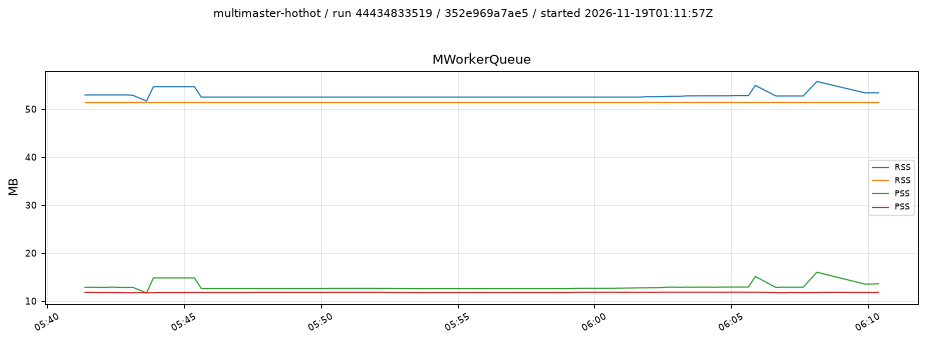 multimaster-hothot / run 44434833519 / 352e969a7ae5 / started 2026-11-19T01:11:57Z
MWorkerQueue
MB
50
40
30
20
10
RSS
RSS
PSS
PSS
05:40
05:45
05:50
05:55
06:00
06:05
06:10